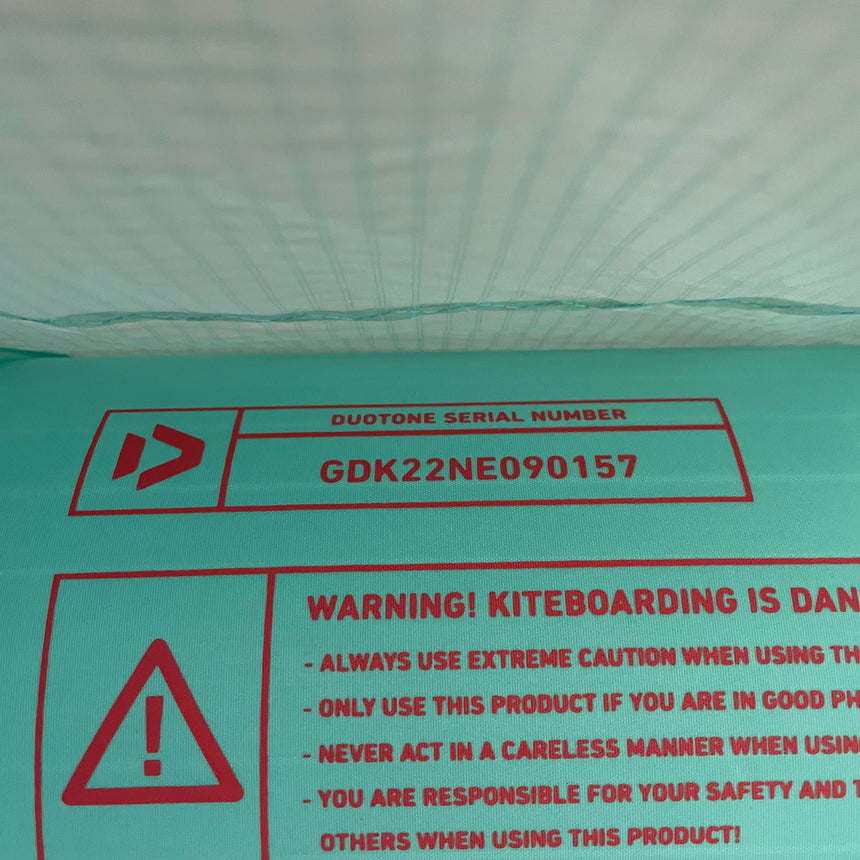 DUOTONE SERIAL NUMBER
GDK22NE090157
WARNING! KITEBOARDING IS
- ALWAYS USE EXTREME CAUTION WHEN USING
- ONLY USE THIS PRODUCT IF YOU ARE IN GOOD
- NEVER ACT IN A CARELESS MANNER WHEN
- YOU ARE RESPONSIBLE FOR YOUR SAFETY AND
OTHERS WHEN USING THIS PRODUCT!